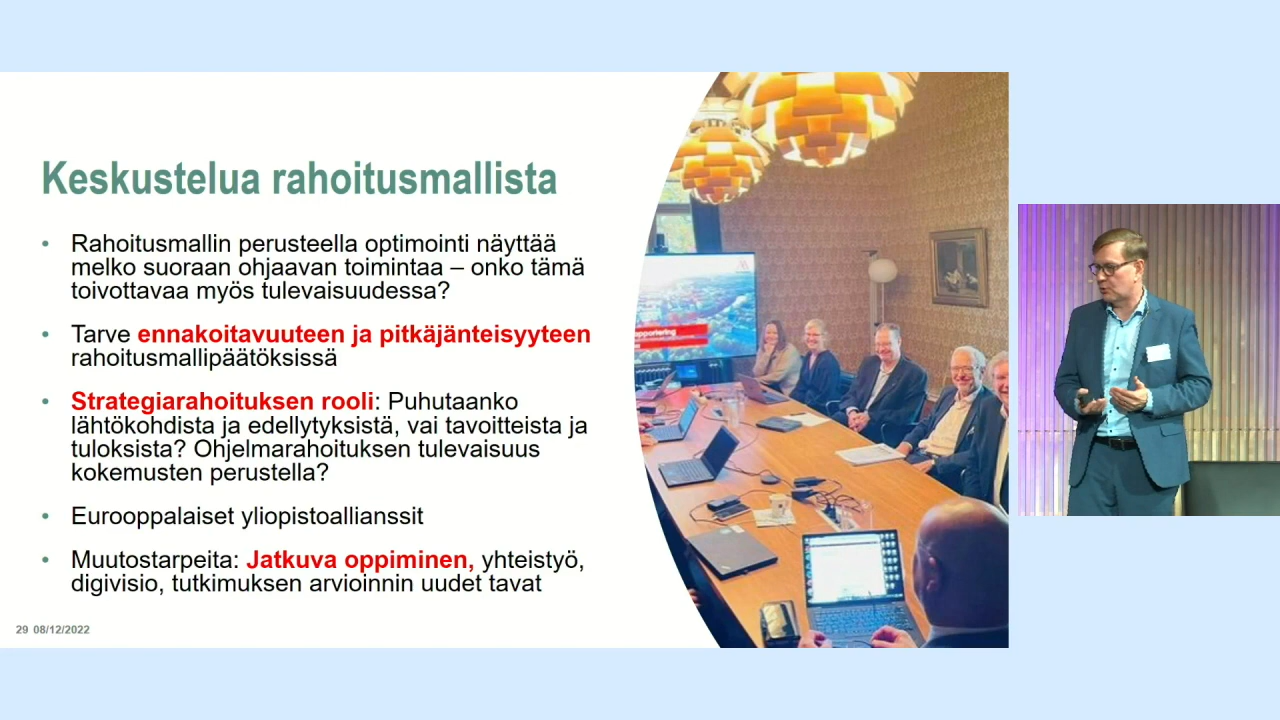 Keskustelua rahoitusmallista
• Rahoitusmallin perusteella optimointi näyttää
melko suoraan ohjaavan toimintaa – onko tämä
toivottavaa myös tulevaisuudessa?
• Tarve ennakoitavuuteen ja pitkäjänteisyyteen
rahoitusmallipäätöksissä
• Strategiarahoituksen rooli: Puhutaanko
lähtökohdista ja edellytyksistä, vai tavoitteista ja
tuloksista? Ohjelmarahoituksen tulevaisuus
kokemusten perustella?
• Eurooppalaiset yliopistoallianssit
• Muutostarpeita: Jatkuva oppiminen, yhteistyö,
digivisio, tutkimuksen arvioinnin uudet tavat
29 08/12/2022